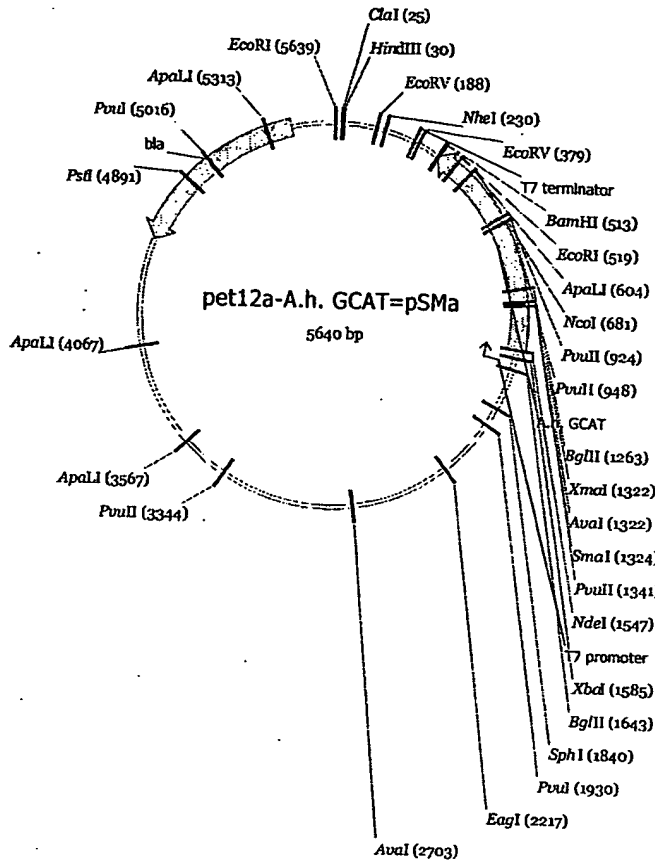 ClaI (25)
EcoRI (5639)
HindIII (30)
ApaLI (5313)
EcoRV (188)
PvuI (5016)
NheI (230)
bla
EcoRV (379)
PstI (4891)
T7 terminator
BamHI (513)
EcoRI (519)
pet12a-A.h. GCAT=pSMa
ApaLI (604)
5640 bp
NcoI (681)
ApaLI (4067)
PvuII (924)
PvuII (948)
GCAT
ApaLI (3567)
BglII (1263)
PvuII (3344)
XmaI (1322)
AvaI (1322)
SmaI (1324)
PvuII (1341)
NdeI (1547)
T7 promoter
XbaI (1585)
BglII (1643)
SphI (1840)
PvuI (1930)
EagI (2217)
AvaI (2703)